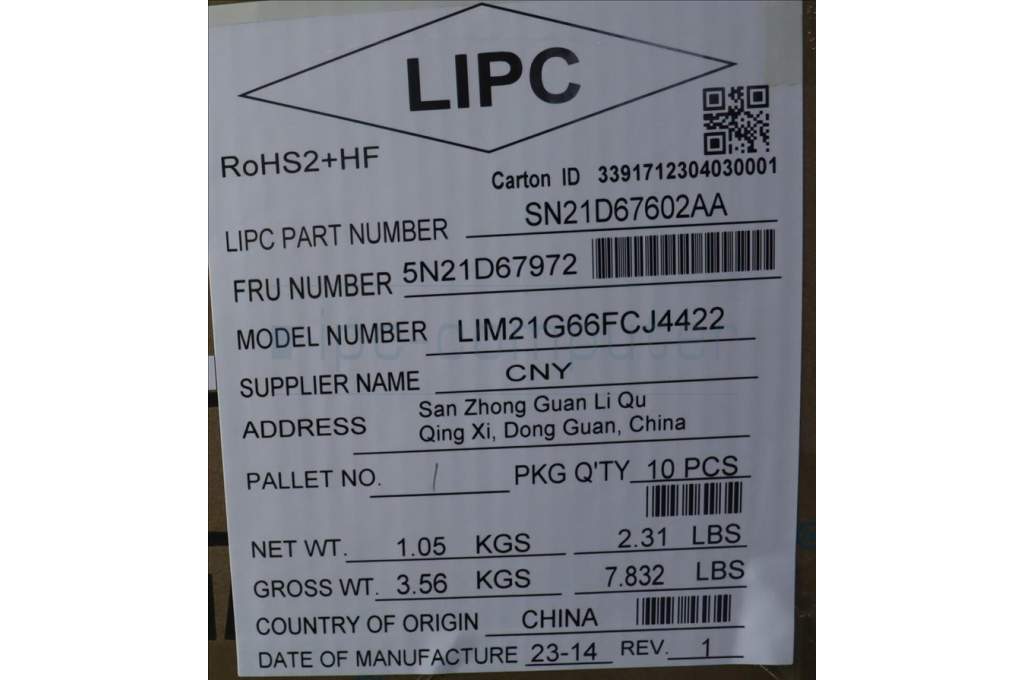 LIPC
RoHS2+HF
Carton ID 3391712304030001
LIPC PART NUMBER SN21D67602AA
FRU NUMBER 5N21D67972
MODEL NUMBER LIM21G66FCJ4422
ipc-computer
SUPPLIER NAME CNY
ADDRESS San Zhong Guan Li Qu
Qing Xi, Dong Guan, China
PALLET NO. / PKG Q'TY 10 PCS
NET WT. 1.05 KGS 2.31 LBS
GROSS WT. 3.56 KGS 7.832 LBS
COUNTRY OF ORIGIN CHINA
DATE OF MANUFACTURE 23-14 REV. 1